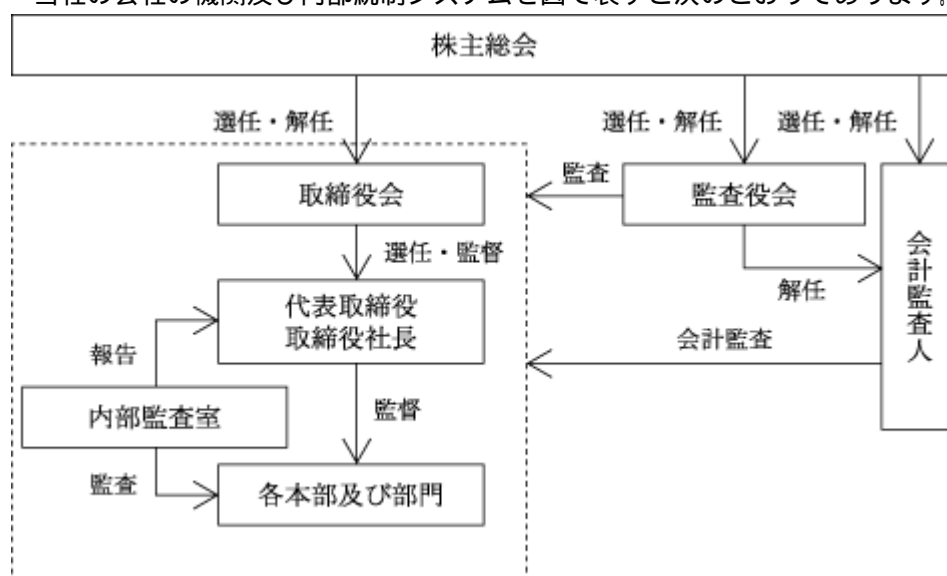 当社の会社の機関及び内部統制システムを図で表すと次のとおりであります。
株主総会
選任・解任
選任・解任
選任・解任
取締役会
監査
監査役会
選任・監督
解任
会計監査人
代表取締役
取締役社長
報告
会計監査
内部監査室
監督
監査
各本部及び部門